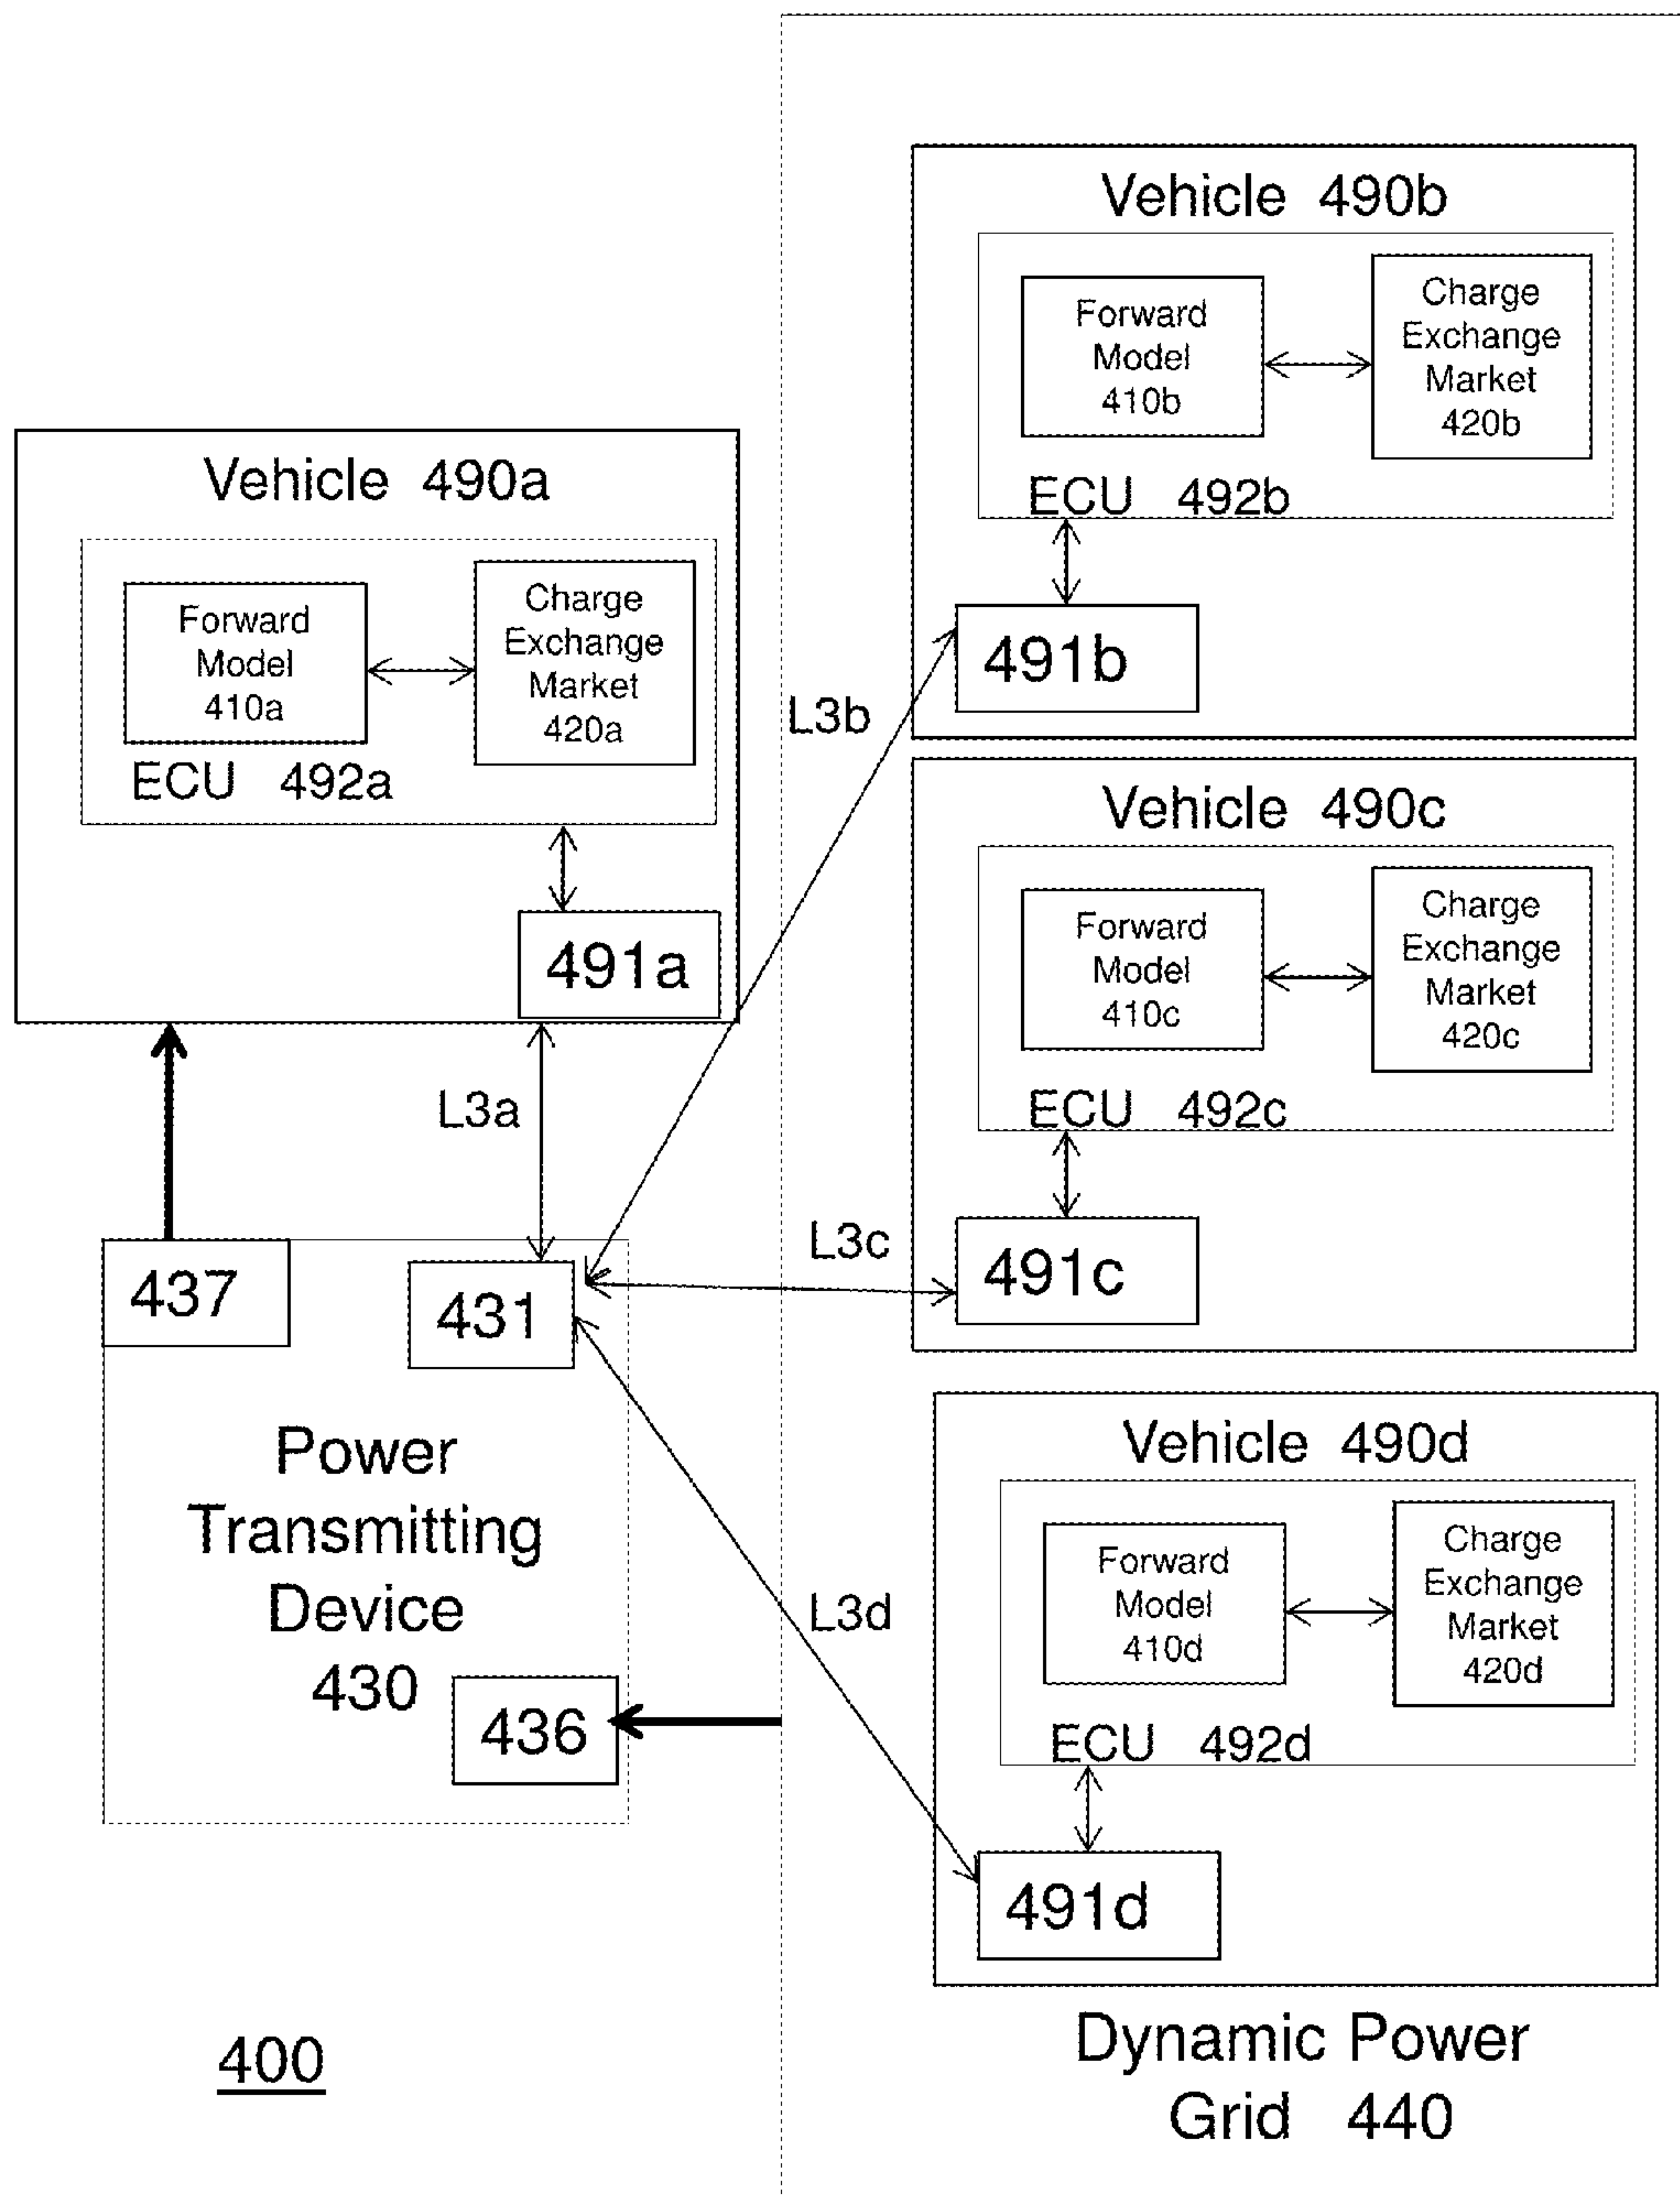 Vehicle 490a
Forward
Model
410a
Charge
Exchange
Market
420a
ECU 492a
491a
L3a
437
431
Power
Transmitting
Device
430
436
400
L3b
L3c
L3d
Vehicle 490b
Forward
Model
410b
Charge
Exchange
Market
420b
ECU 492b
491b
Vehicle 490c
Forward
Model
410c
Charge
Exchange
Market
420c
ECU 492c
491c
Vehicle 490d
Forward
Model
410d
Charge
Exchange
Market
420d
ECU 492d
491d
Dynamic Power
Grid 440